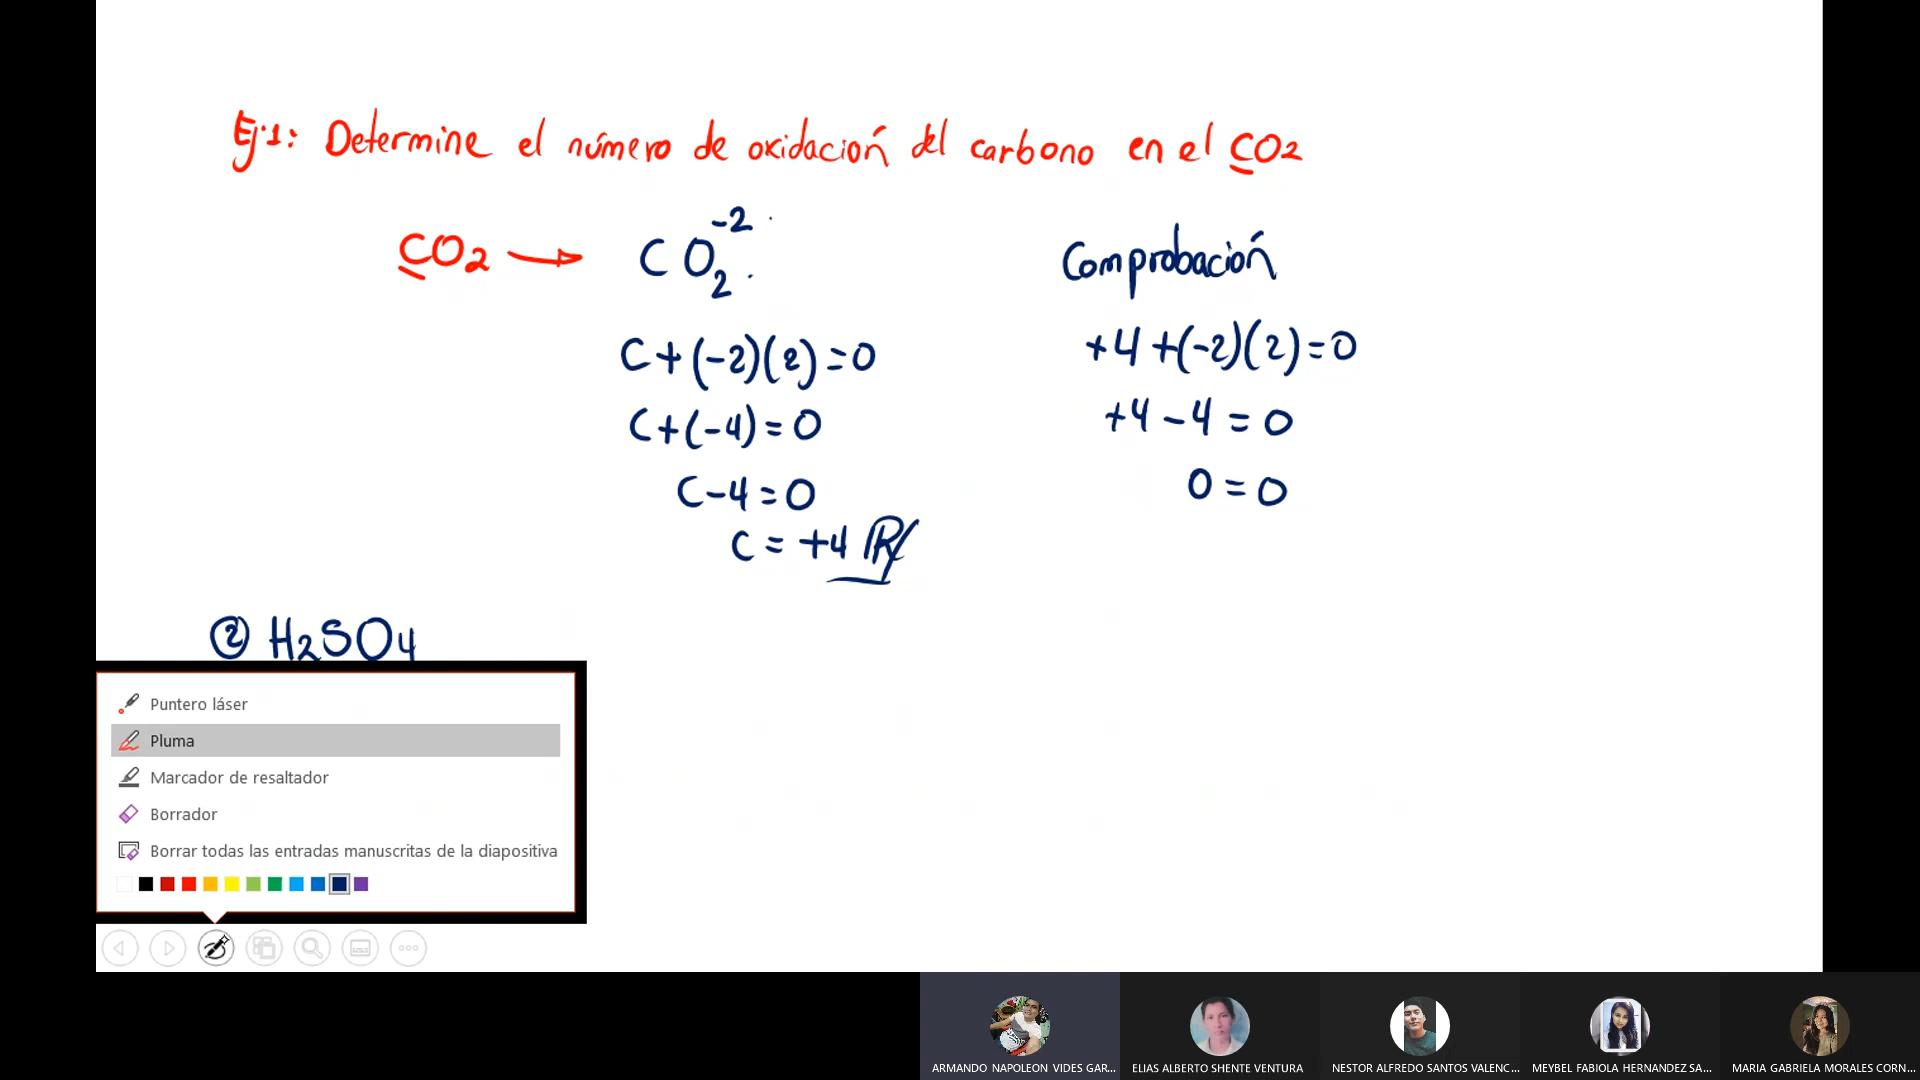 Ej.1: Determine el número de oxidación del carbono en el CO2
CO2 → CO2 -2
C+(-2)(2)=0
C+(-4)=0
C-4=0
C=+4 R/
Comprobación
+4+(-2)(2)=0
+4-4=0
0=0
② H2SO4
Puntero láser
Pluma
Marcador de resaltador
Borrador
Borrar todas las entradas manuscritas de la diapositiva
ARMANDO NAPOLEON VIDES GAR...
ELIAS ALBERTO SHENTE VENTURA
NESTOR ALFREDO SANTOS VALENC...
MEYBEL FABIOLA HERNANDEZ SA...
MARIA GABRIELA MORALES CORN...